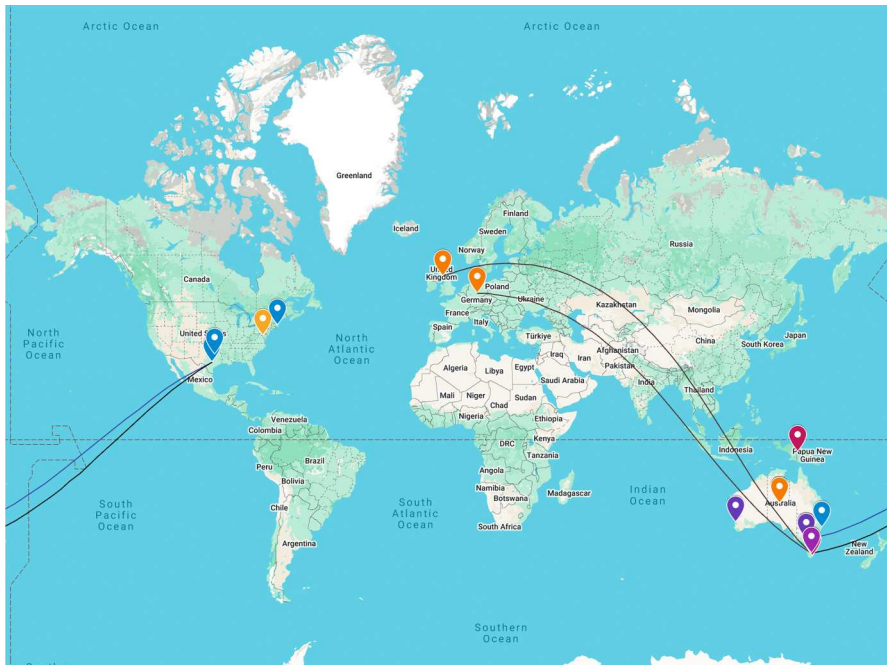 Arctic Ocean
Arctic Ocean
Greenland
Iceland
Finland
Sweden
Norway
Russia
United
Kingdom
Canada
Poland
Germany
Ukraine
France
Kazakhstan
Mongolia
North
Pacific
Ocean
North
Atlantic
Ocean
Spain
Italy
Türkiye
China
South Korea
Japan
Iraq
Iran
Afghanistan
Pakistan
Mexico
Algeria
Libya
Egypt
Saudi Arabia
India
Thailand
Mali
Niger
Chad
Sudan
Nigeria
Ethiopia
Venezuela
Colombia
DRC
Kenya
Tanzania
Indonesia
Papua New
Guinea
Peru
Brazil
Bolivia
Angola
Namibia
Botswana
Madagascar
South
Pacific
Ocean
South
Atlantic
Ocean
Indian
Ocean
Australia
Chile
South Africa
Argentina
New
Zealand
Southern
Ocean